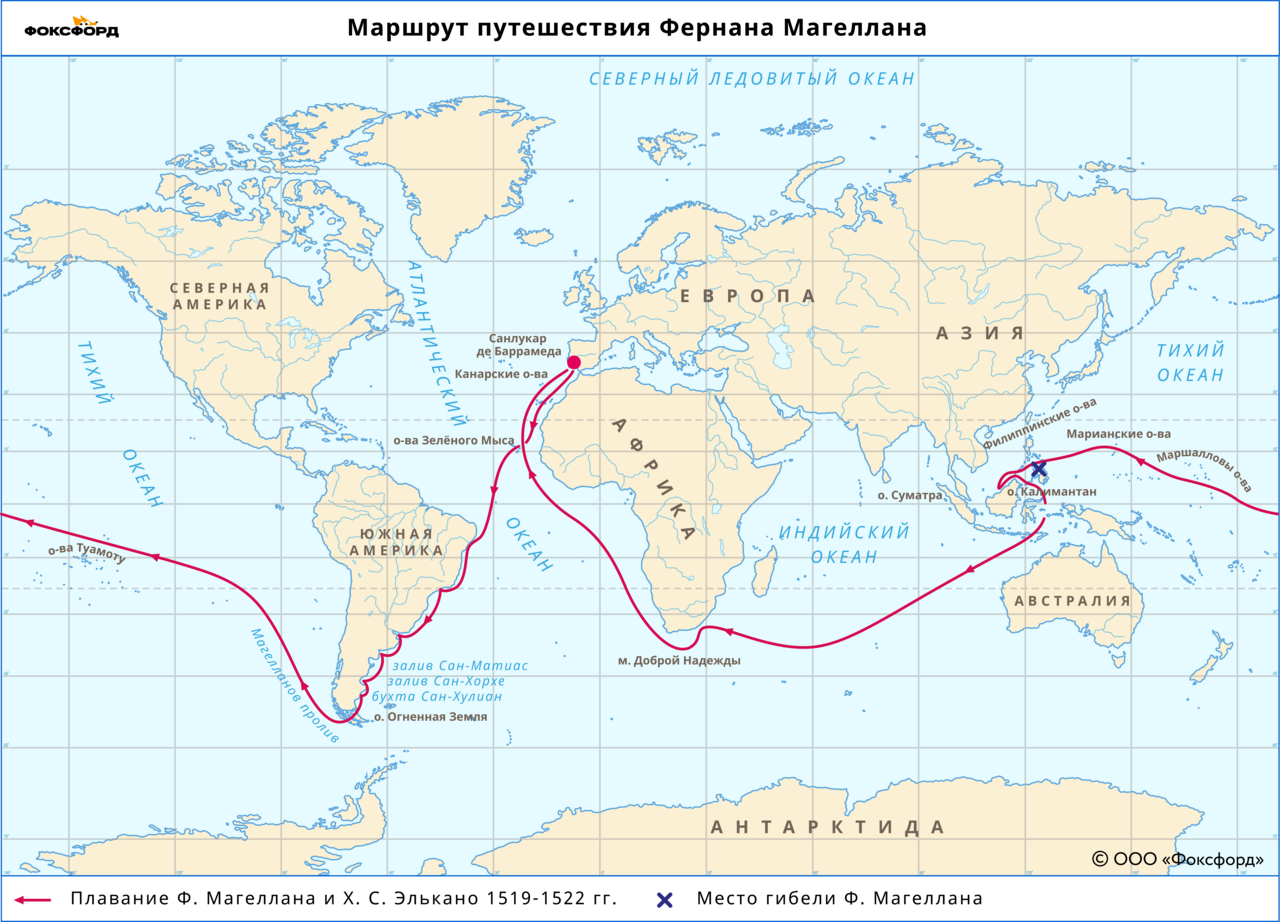 ФОКСФОРД
Маршрут путешествия Фернана Магеллана
СЕВЕРНЫЙ ЛЕДОВИТЫЙ ОКЕАН
СЕВЕРНАЯ
АМЕРИКА
АТЛАНТИЧЕСКИЙ
ОКЕАН
ЕВРОПА
АЗИЯ
ТИХИЙ
ОКЕАН
ТИХИЙ
ОКЕАН
Санлукар
де Баррамеда
Канарские о-ва
о-ва Зелёного Мыса
АФРИКА
Филиппинские о-ва
Марианские о-ва
Маршалловы о-ва
о. Суматра
о. Калимантан
ИНДИЙСКИЙ
ОКЕАН
ЮЖНАЯ
АМЕРИКА
о-ва Туамоту
АВСТРАЛИЯ
м. Доброй Надежды
залив Сан-Матиас
залив Сан-Хорхе
бухта Сан-Хулиан
о. Огненная Земля
Магелланов пролив
АНТАРКТИДА
© ООО «Фоксфорд»
Плавание Ф. Магеллана и Х. С. Элькано 1519-1522 гг.
Место гибели Ф. Магеллана